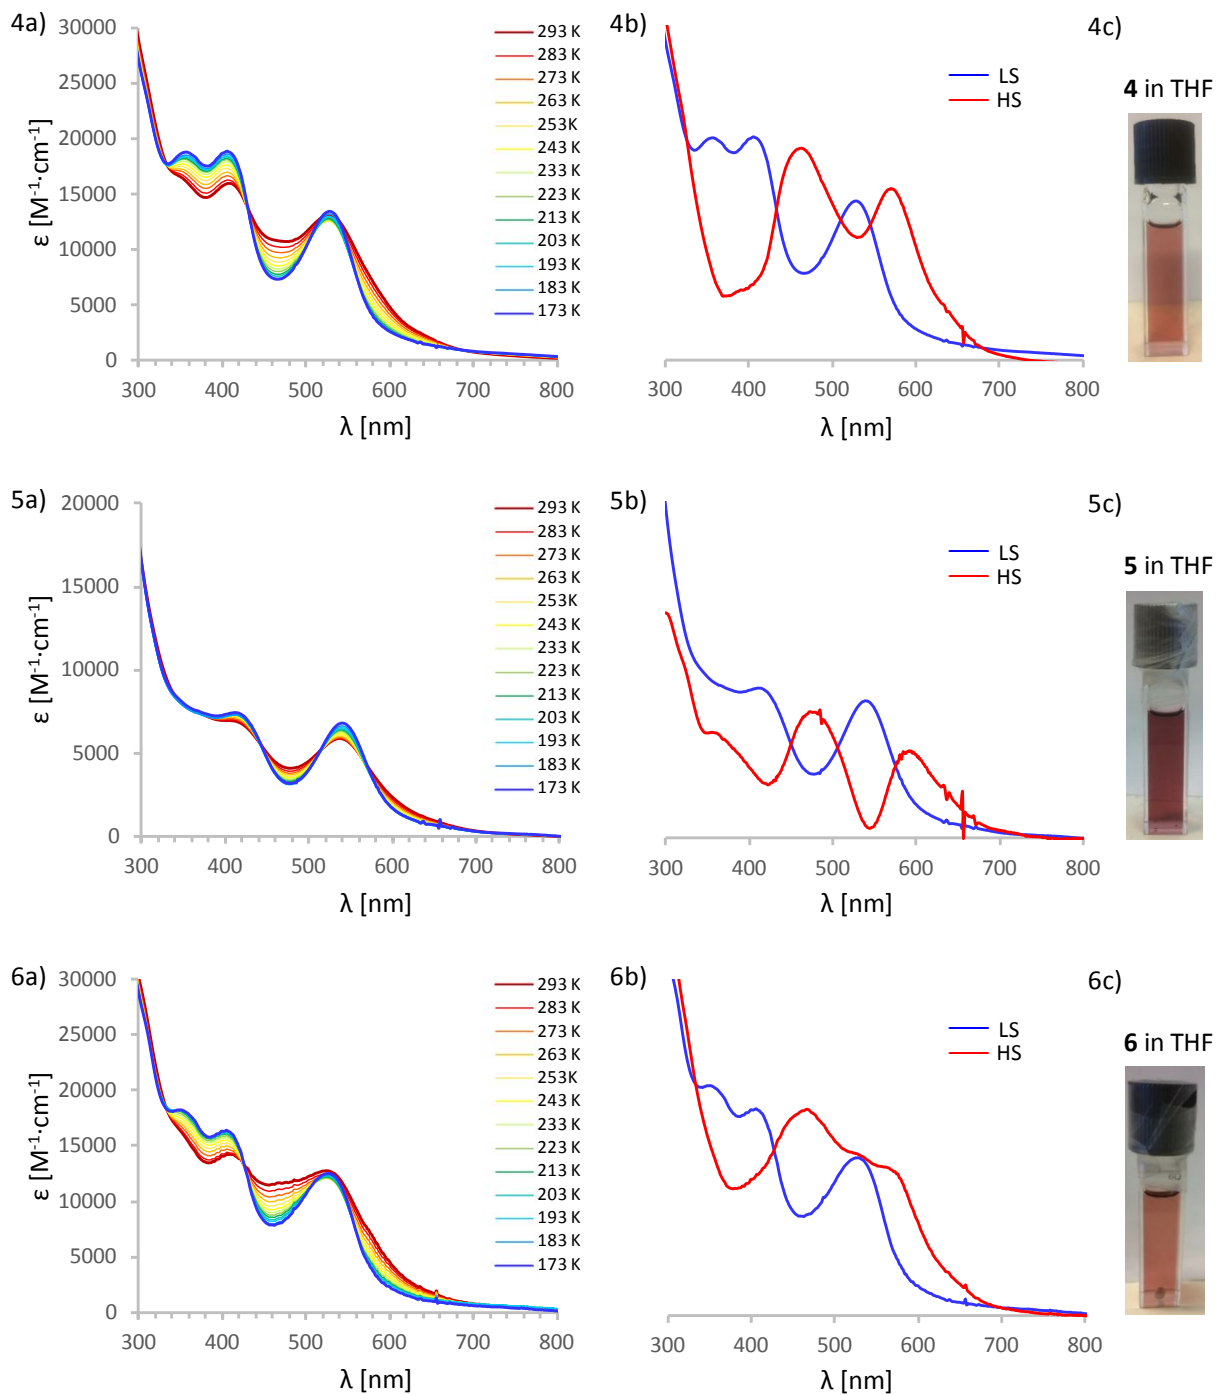 4a)
30000
25000
20000
15000
10000
5000
0
ε [M⁻¹·cm⁻¹]
300 400 500 600 700 800
λ [nm]
293 K
283 K
273 K
263 K
253K
243 K
233 K
223 K
213 K
203 K
193 K
183 K
173 K
4b)
LS
HS
300 400 500 600 700 800
λ [nm]
4c)
4 in THF
5a)
20000
15000
10000
5000
0
ε [M⁻¹·cm⁻¹]
300 400 500 600 700 800
λ [nm]
293 K
283 K
273 K
263 K
253K
243 K
233 K
223 K
213 K
203 K
193 K
183 K
173 K
5b)
LS
HS
300 400 500 600 700 800
λ [nm]
5c)
5 in THF
6a)
30000
25000
20000
15000
10000
5000
0
ε [M⁻¹·cm⁻¹]
300 400 500 600 700 800
λ [nm]
293 K
283 K
273 K
263 K
253K
243 K
233 K
223 K
213 K
203 K
193 K
183 K
173 K
6b)
LS
HS
300 400 500 600 700 800
λ [nm]
6c)
6 in THF